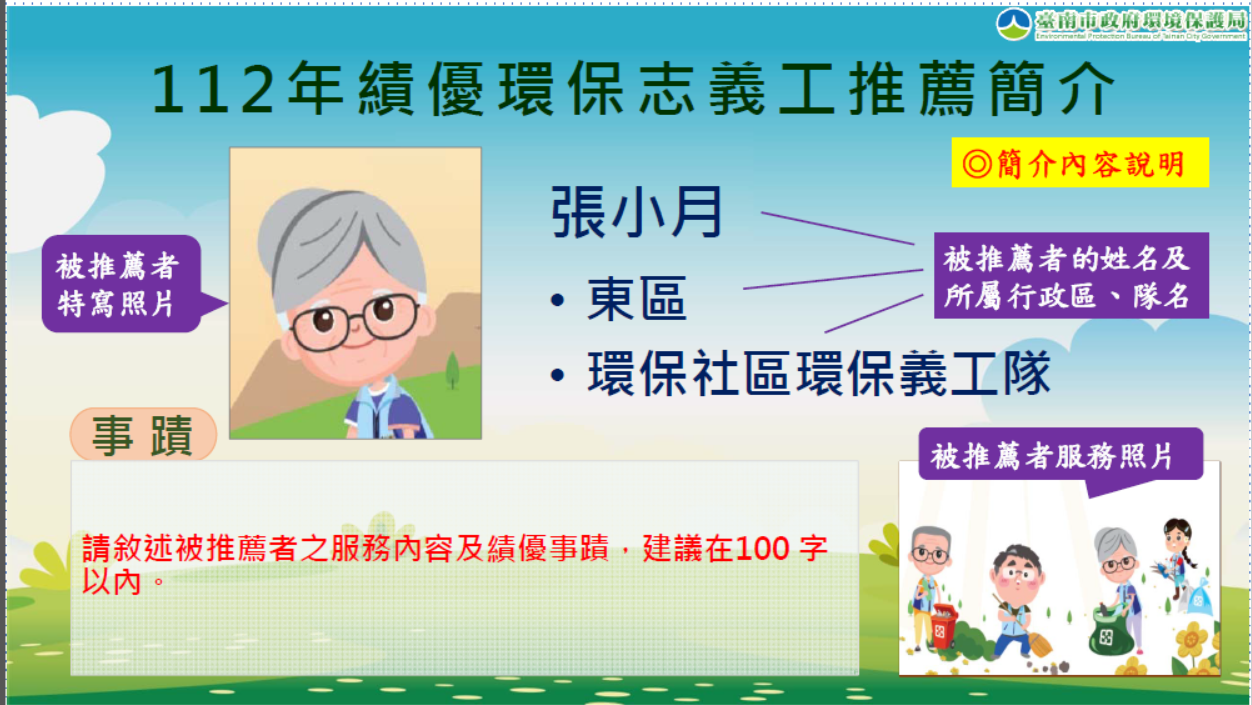 臺南市政府環境保護局
Environmental Protection Bureau of Tainan City Government
112年績優環保志義工推薦簡介
◎簡介內容說明
張小月
被推薦者
特寫照片
被推薦者的姓名及
所屬行政區、隊名
• 東區
• 環保社區環保義工隊
事蹟
被推薦者服務照片
請敘述被推薦者之服務內容及績優事蹟，建議在100 字
以內。